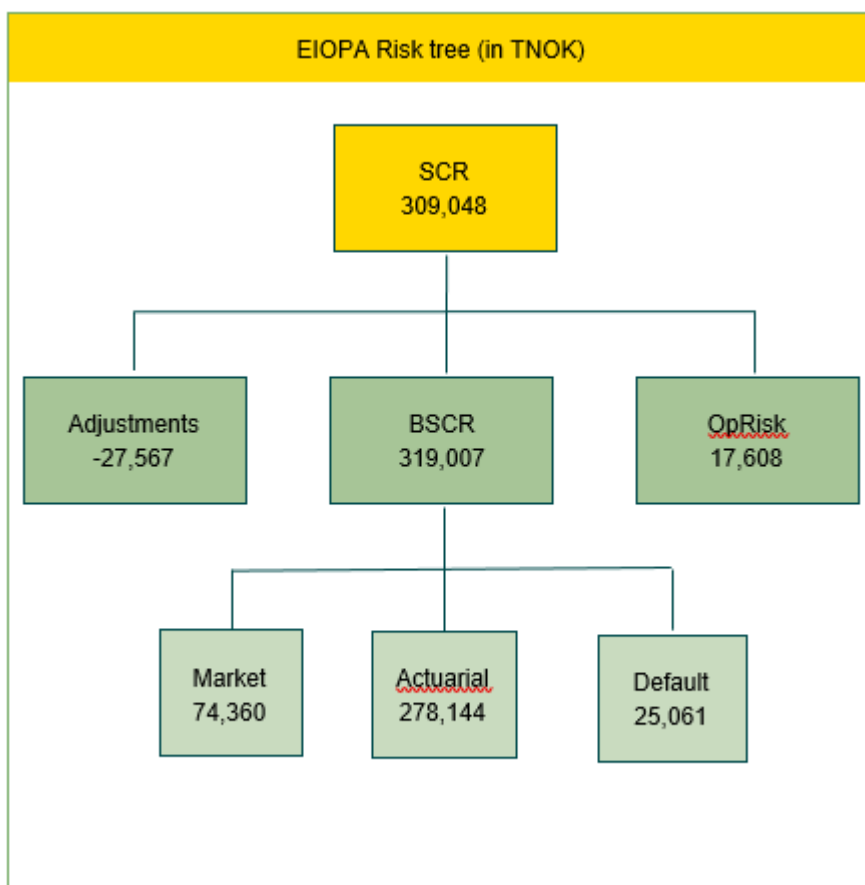 EIOPA Risk tree (in TNOK)
SCR
309,048
Adjustments
-27,567
BSCR
319,007
OpRisk
17,608
Market
74,360
Actuarial
278,144
Default
25,061